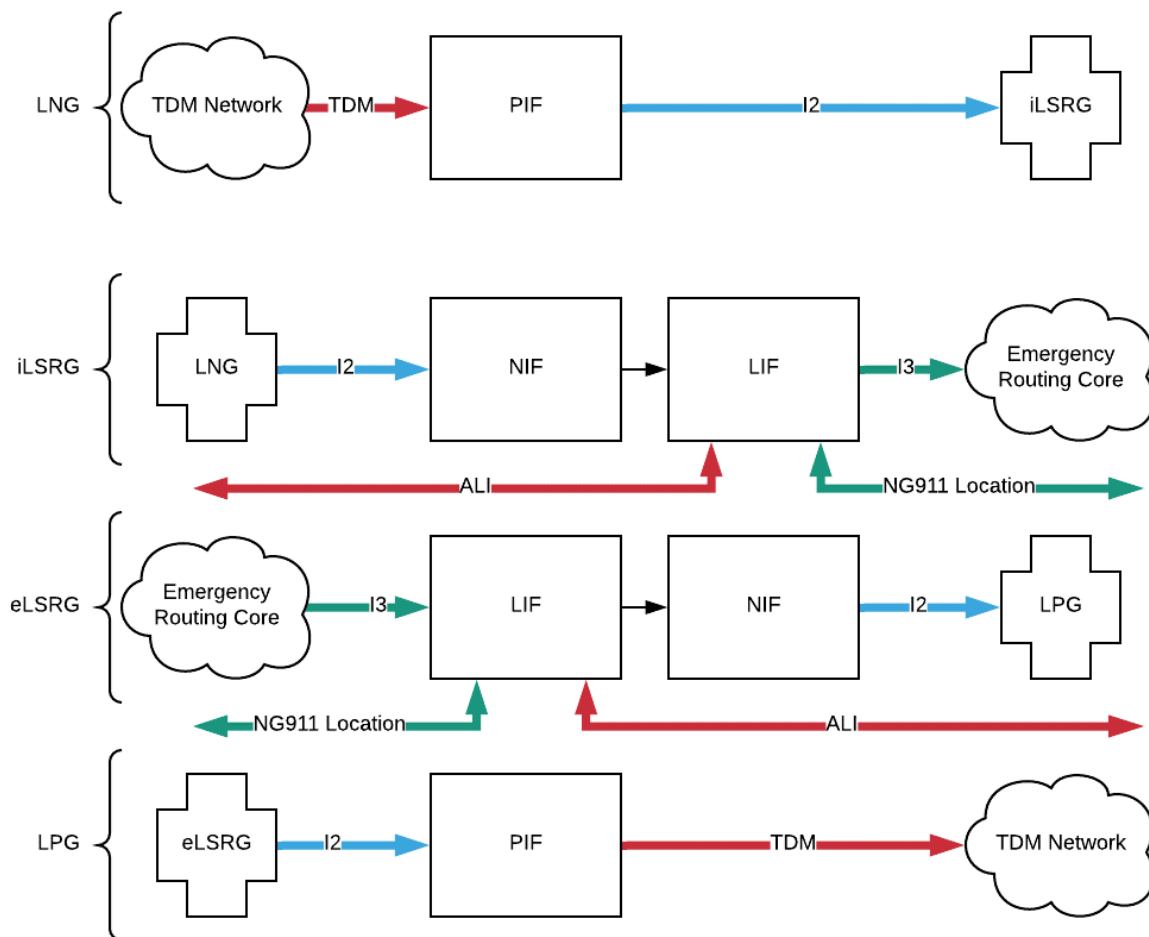 LNG
TDM Network
TDM
PIF
I2
iLSRG
iLSRG
LNG
I2
NIF
LIF
I3
Emergency
Routing Core
ALI
NG911 Location
eLSRG
Emergency
Routing Core
I3
LIF
NIF
I2
LPG
NG911 Location
ALI
LPG
eLSRG
I2
PIF
TDM
TDM Network